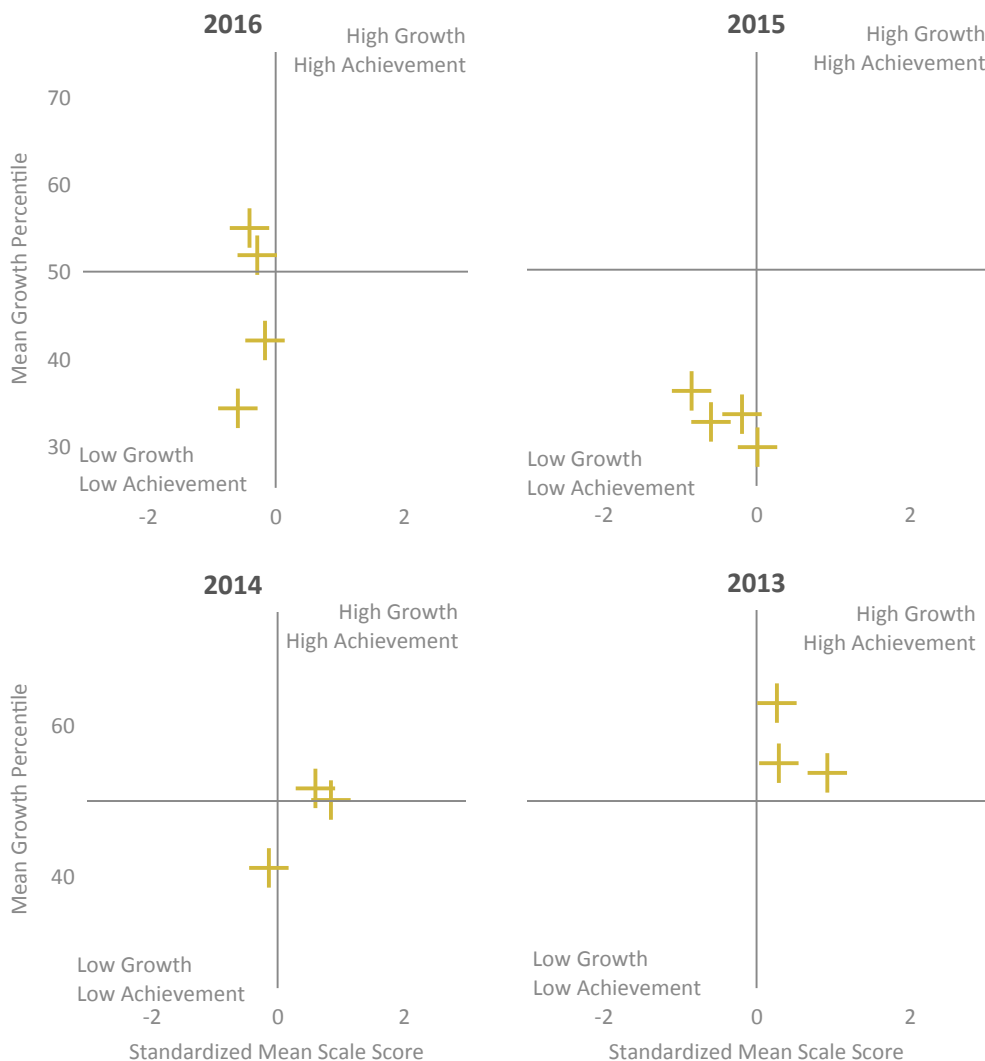 2016
High Growth
High Achievement
Mean Growth Percentile
70
60
50
40
30
Low Growth
Low Achievement
-2
0
2
2015
High Growth
High Achievement
Low Growth
Low Achievement
-2
0
2
2014
High Growth
High Achievement
Mean Growth Percentile
60
40
Low Growth
Low Achievement
-2
0
2
Standardized Mean Scale Score
2013
High Growth
High Achievement
Low Growth
Low Achievement
-2
0
2
Standardized Mean Scale Score